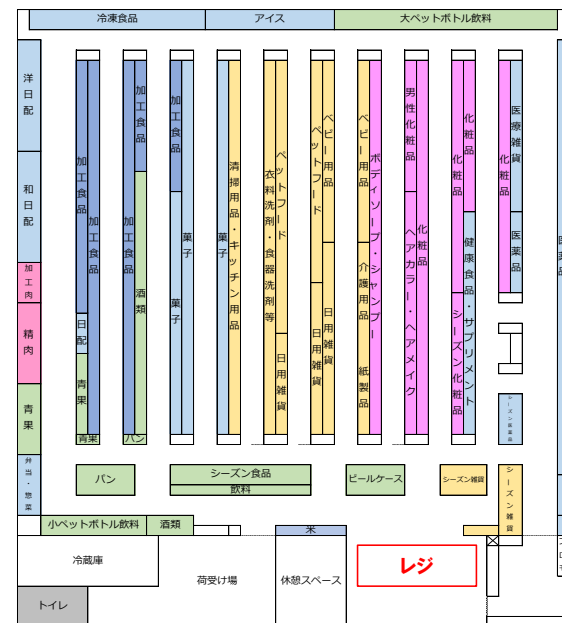 冷凍食品
アイス
大ペットボトル飲料
洋日配
和日配
加工肉
精肉
青果
弁当・惣菜
加工食品
日配
青果
加工食品
青果
加工食品
加工食品
酒類
パン
加工食品
菓子
菓子
菓子
清掃用品・キッチン用品
衣料洗剤・食器洗剤等
ペットフード
日用雑貨
ペットフード
日用雑貨
ベビー用品
日用雑貨
ベビー用品
介護用品
紙製品
ボディソープ・シャンプー
男性化粧品
ヘアカラー・ヘアメイク
化粧品
化粧品
シーズン化粧品
化粧品
健康食品・サプリメント
化粧品
医療雑貨
医薬品
シーズン医薬品
パン
シーズン食品
飲料
ビールケース
シーズン雑貨
シーズン雑貨
小ペットボトル飲料
酒類
米
冷蔵庫
荷受け場
休憩スペース
レジ
トイレ